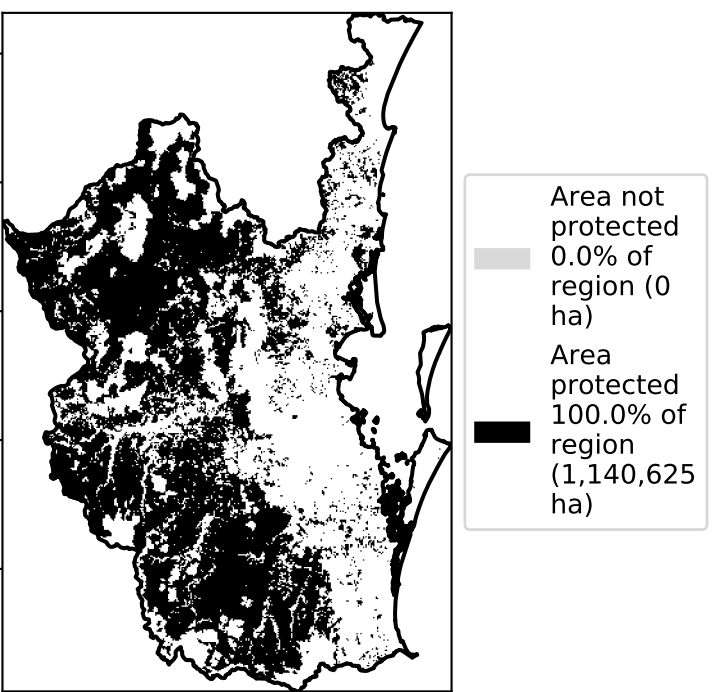 Area not
protected
0.0% of
region (0
ha)
Area
protected
100.0% of
region
(1,140,625
ha)